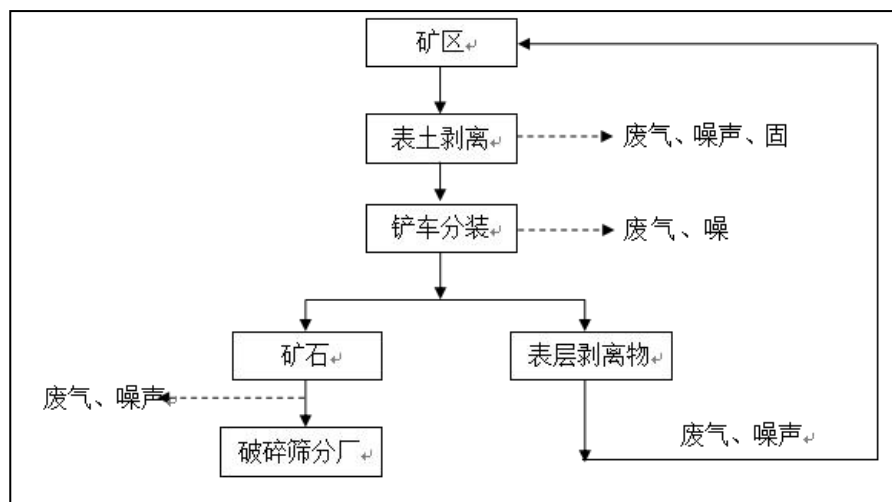 矿区
表土剥离
废气、噪声、固
铲车分装
废气、噪
矿石
表层剥离物
废气、噪声
破碎筛分厂
废气、噪声